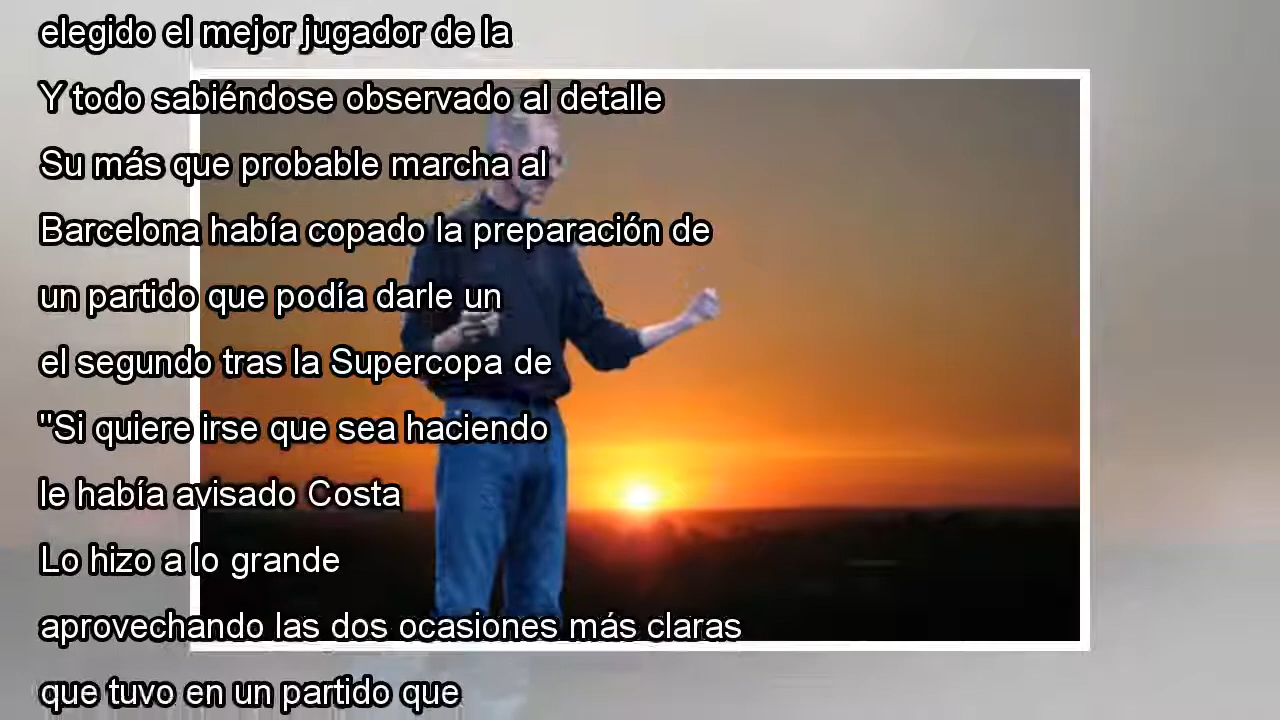 elegido el mejor jugador de la
Y todo sabiéndose observado al detalle
Su más que probable marcha al
Barcelona había copado la preparación de
un partido que podía darle un
el segundo tras la Supercopa de
"Si quiere irse que sea haciendo
le había avisado Costa
Lo hizo a lo grande
aprovechando las dos ocasiones más claras
que tuvo en un partido que